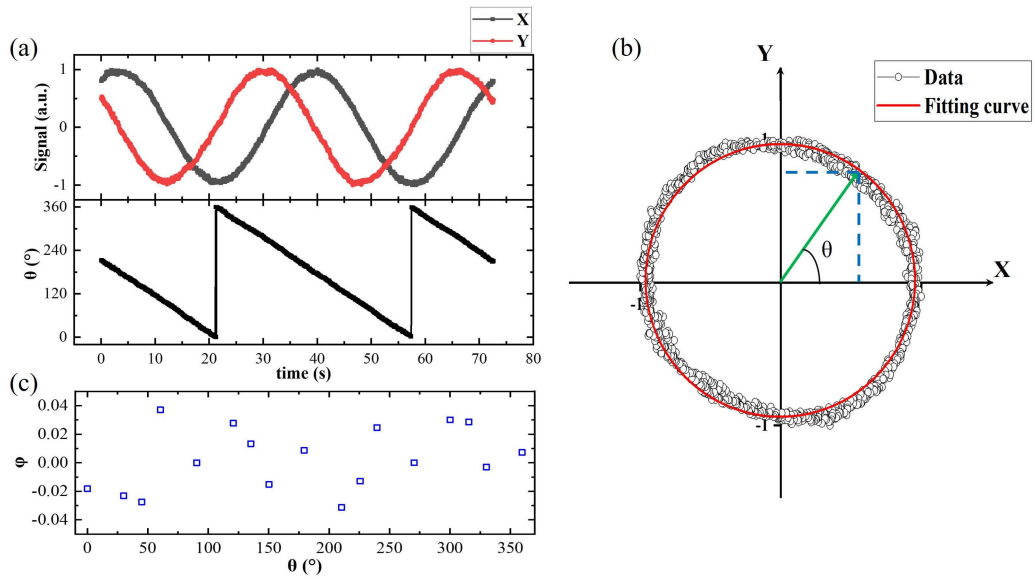 (a)
X
Y
Signal (a.u.)
1
0
-1
θ (°)
360
240
120
0
0 10 20 30 40 50 60 70 80
time (s)
(b)
Y
Data
Fitting curve
1
θ
X
-1
-1
(c)
φ
0.04
0.02
0.00
-0.02
-0.04
0 50 100 150 200 250 300 350
θ (°)